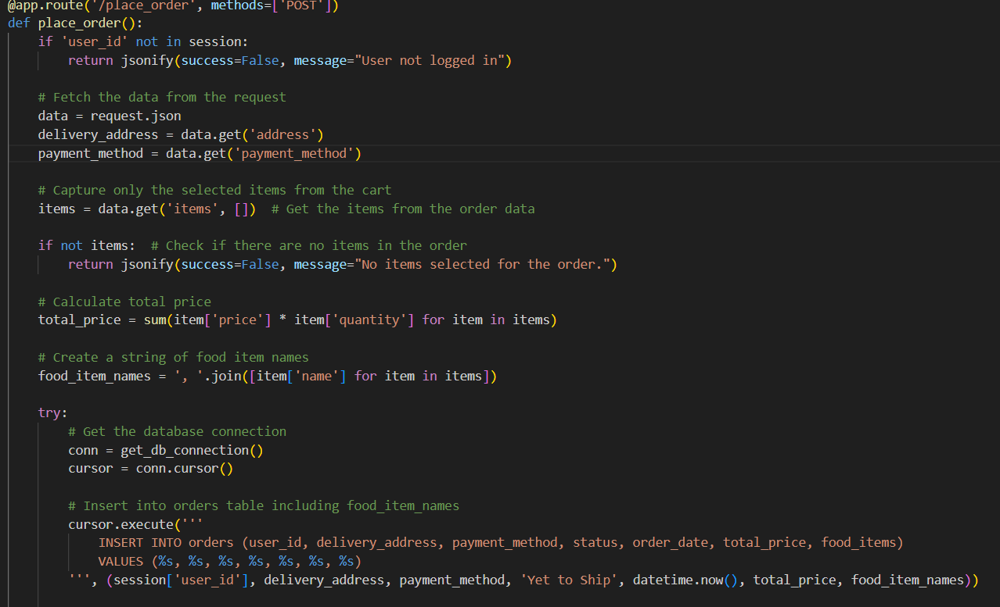 @app.route('/place_order', methods=['POST'])
def place_order():
    if 'user_id' not in session:
        return jsonify(success=False, message="User not logged in")

    # Fetch the data from the request
    data = request.json
    delivery_address = data.get('address')
    payment_method = data.get('payment_method')

    # Capture only the selected items from the cart
    items = data.get('items', [])  # Get the items from the order data

    if not items:  # Check if there are no items in the order
        return jsonify(success=False, message="No items selected for the order.")

    # Calculate total price
    total_price = sum(item['price'] * item['quantity'] for item in items)

    # Create a string of food item names
    food_item_names = ', '.join([item['name'] for item in items])

    try:
        # Get the database connection
        conn = get_db_connection()
        cursor = conn.cursor()

        # Insert into orders table including food_item_names
        cursor.execute('''
            INSERT INTO orders (user_id, delivery_address, payment_method, status, order_date, total_price, food_items)
            VALUES (%s, %s, %s, %s, %s, %s, %s)
        ''', (session['user_id'], delivery_address, payment_method, 'Yet to Ship', datetime.now(), total_price, food_item_names))